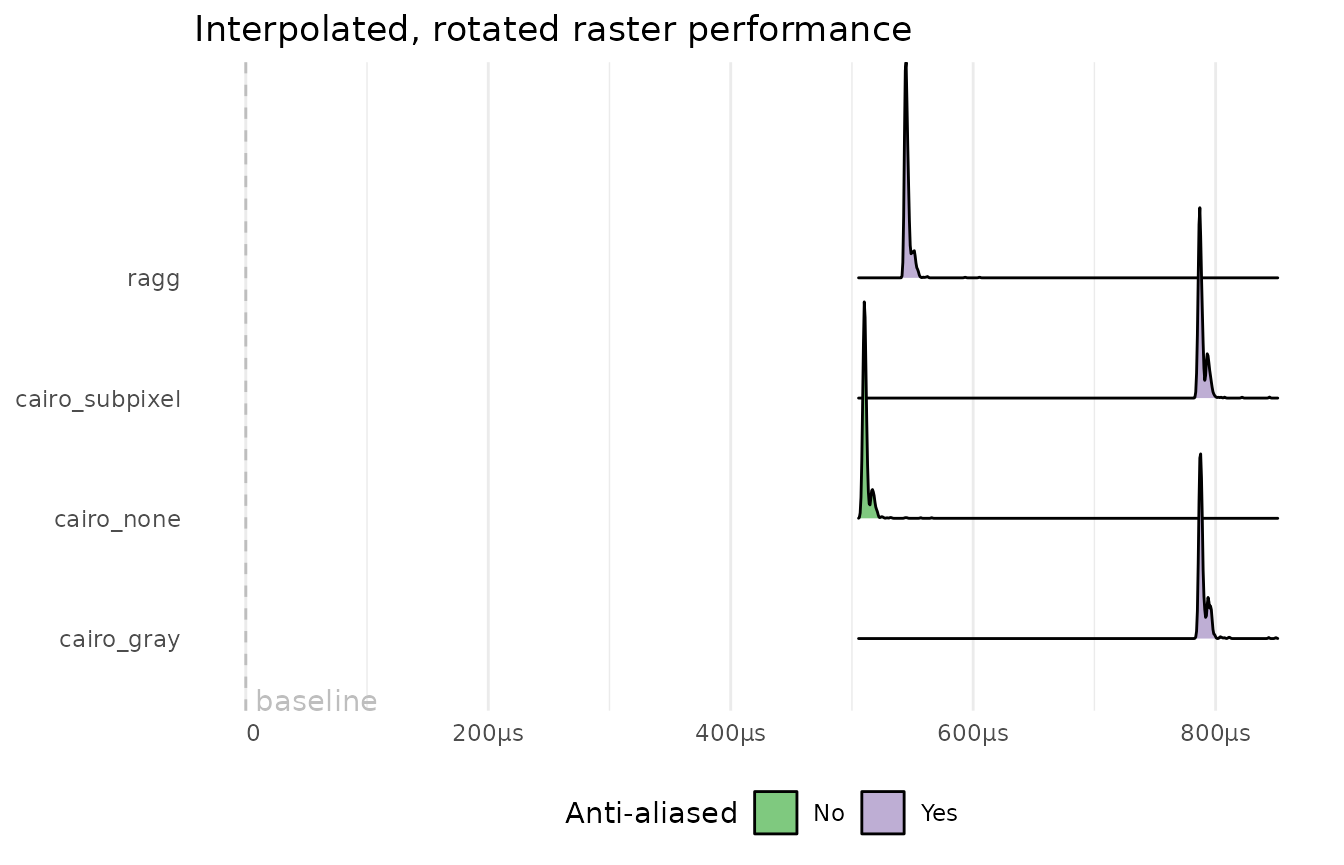 Interpolated, rotated raster performance
ragg
cairo_subpixel
cairo_none
cairo_gray
baseline
0 200µs 400µs 600µs 800µs
Anti-aliased No Yes